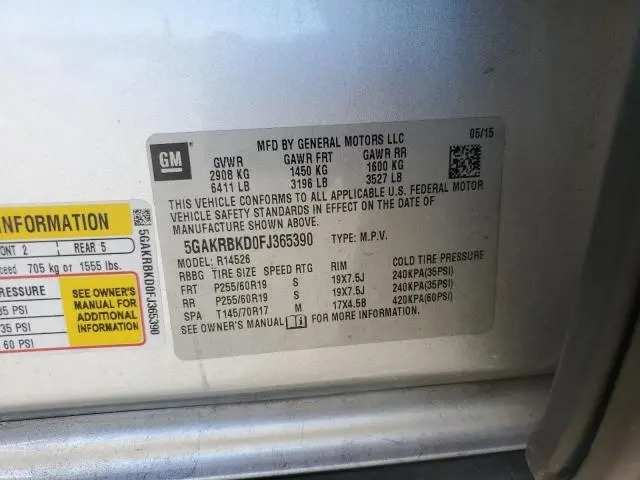 GM
MFD BY GENERAL MOTORS LLC 05/15
GVWR GAWR FRT GAWR RR
2908 KG 1450 KG 1600 KG
6411 LB 3196 LB 3527 LB
THIS VEHICLE CONFORMS TO ALL APPLICABLE U.S. FEDERAL MOTOR
VEHICLE SAFETY STANDARDS IN EFFECT ON THE DATE OF
MANUFACTURE SHOWN ABOVE.
5GAKRBKD0FJ365390 TYPE: M.P.V.
MODEL: R14526
RBBG TIRE SIZE SPEED RTG RIM COLD TIRE PRESSURE
FRT P255/60R19 S 19X7.5J 240KPA(35PSI)
RR P255/60R19 S 19X7.5J 240KPA(35PSI)
SPA T145/70R17 M 17X4.5B 420KPA(60PSI)
SEE OWNER'S MANUAL FOR MORE INFORMATION.
INFORMATION
ONT 2 REAR 5
ceed 705 kg or 1555 lbs.
RESSURE
35 PSI
35 PSI
60 PSI
SEE OWNER'S
MANUAL FOR
ADDITIONAL
INFORMATION
5GAKRBKD0FJ365390